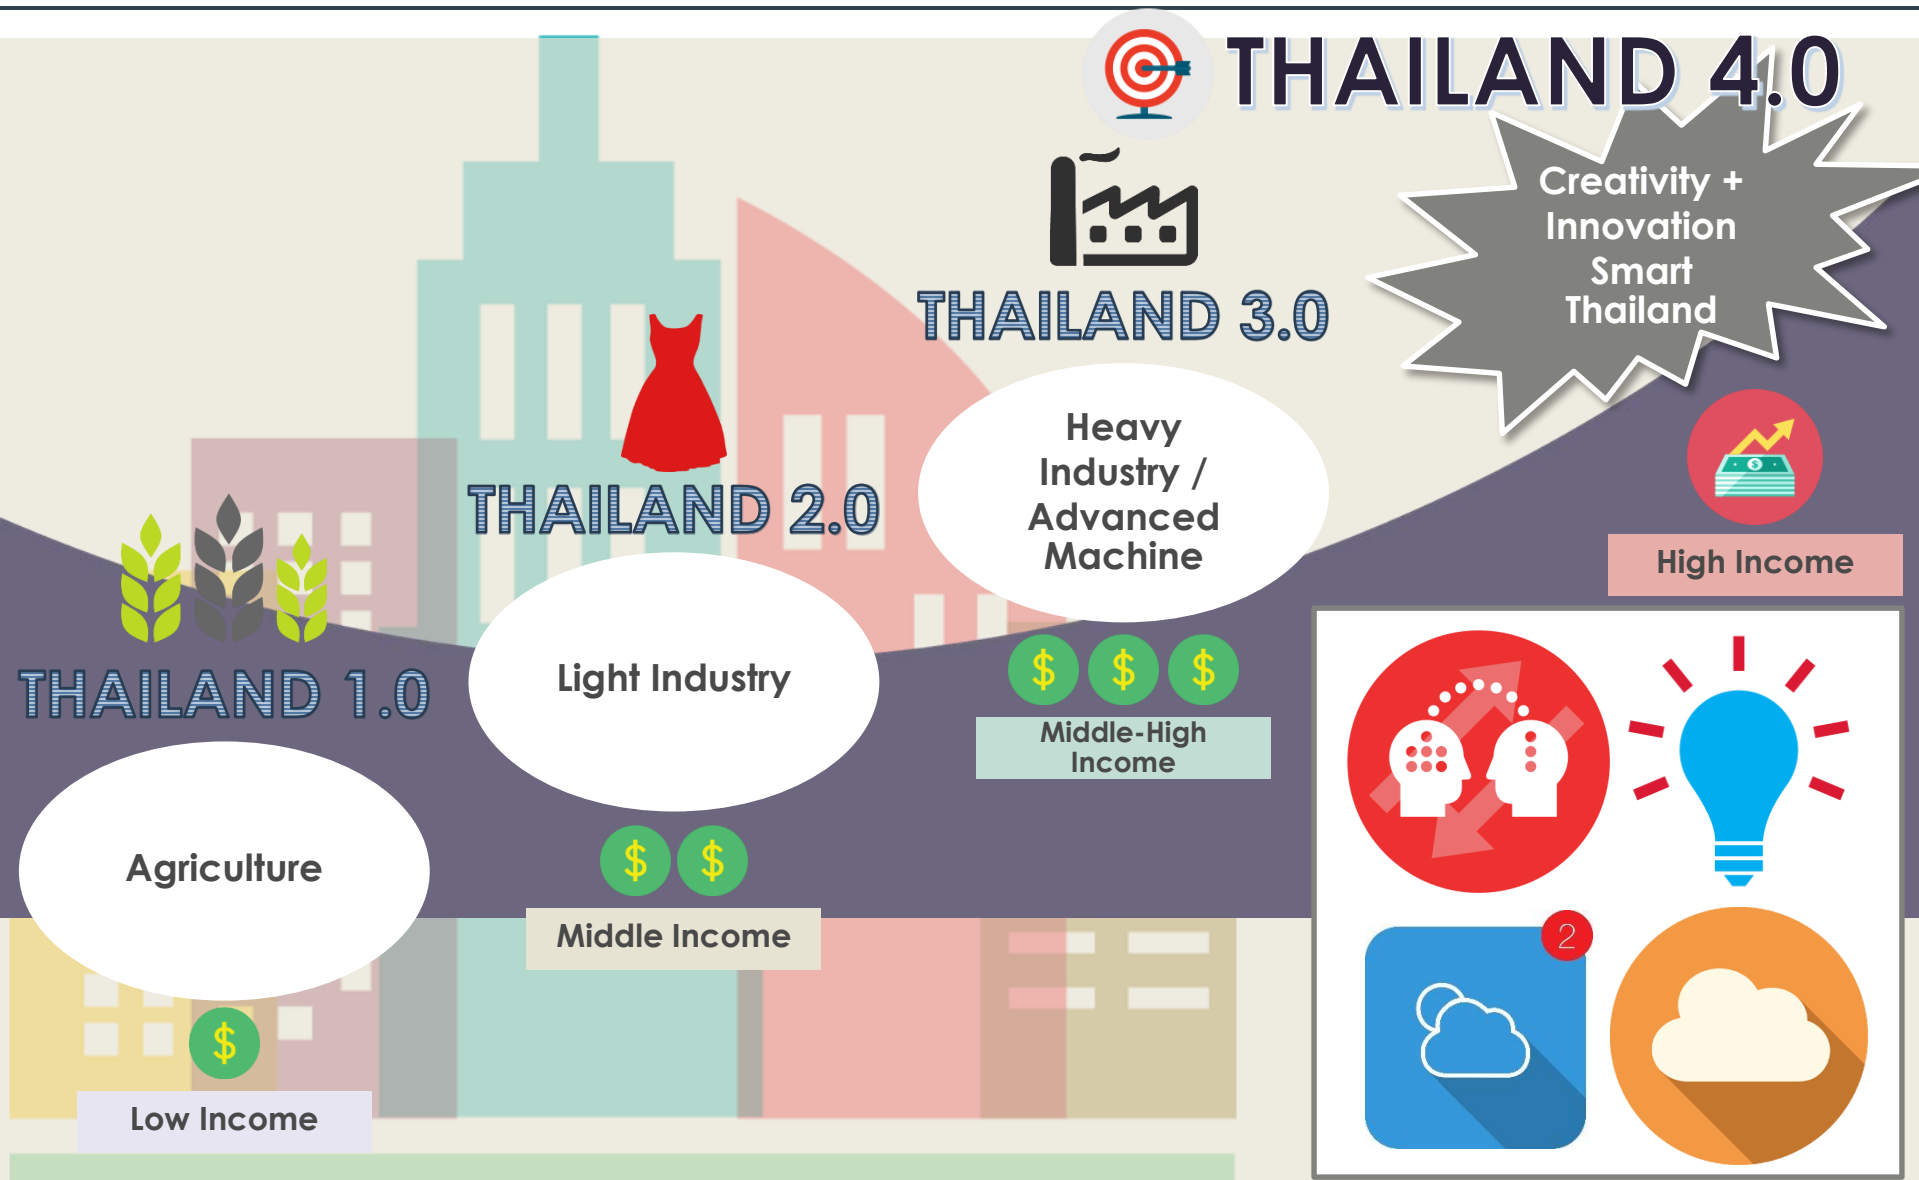 THAILAND 4.0
Creativity +
Innovation
Smart
Thailand
High Income
THAILAND 3.0
Heavy
Industry /
Advanced
Machine
$ $ $
Middle-High
Income
THAILAND 2.0
Light Industry
$ $
Middle Income
THAILAND 1.0
Agriculture
$
Low Income
2